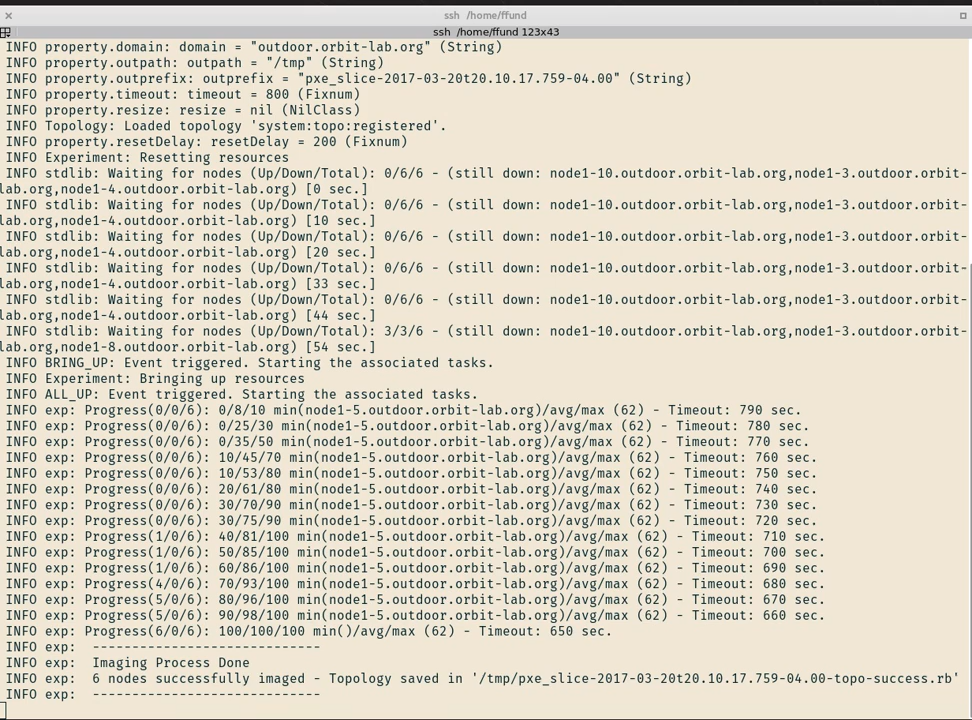 ssh /home/ffund
ssh /home/ffund 123x43
INFO property.domain: domain = "outdoor.orbit-lab.org" (String)
INFO property.outpath: outpath = "/tmp" (String)
INFO property.outprefix: outprefix = "pxe_slice-2017-03-20t20.10.17.759-04.00" (String)
INFO property.timeout: timeout = 800 (Fixnum)
INFO property.resize: resize = nil (NilClass)
INFO Topology: Loaded topology 'system:topo:registered'.
INFO property.resetDelay: resetDelay = 200 (Fixnum)
INFO Experiment: Resetting resources
INFO stdlib: Waiting for nodes (Up/Down/Total): 0/6/6 - (still down: node1-10.outdoor.orbit-lab.org,node1-3.outdoor.orbit-
lab.org,node1-4.outdoor.orbit-lab.org) [0 sec.]
INFO stdlib: Waiting for nodes (Up/Down/Total): 0/6/6 - (still down: node1-10.outdoor.orbit-lab.org,node1-3.outdoor.orbit-
lab.org,node1-4.outdoor.orbit-lab.org) [10 sec.]
INFO stdlib: Waiting for nodes (Up/Down/Total): 0/6/6 - (still down: node1-10.outdoor.orbit-lab.org,node1-3.outdoor.orbit-
lab.org,node1-4.outdoor.orbit-lab.org) [20 sec.]
INFO stdlib: Waiting for nodes (Up/Down/Total): 0/6/6 - (still down: node1-10.outdoor.orbit-lab.org,node1-3.outdoor.orbit-
lab.org,node1-4.outdoor.orbit-lab.org) [33 sec.]
INFO stdlib: Waiting for nodes (Up/Down/Total): 0/6/6 - (still down: node1-10.outdoor.orbit-lab.org,node1-3.outdoor.orbit-
lab.org,node1-4.outdoor.orbit-lab.org) [44 sec.]
INFO stdlib: Waiting for nodes (Up/Down/Total): 3/3/6 - (still down: node1-10.outdoor.orbit-lab.org,node1-3.outdoor.orbit-
lab.org,node1-8.outdoor.orbit-lab.org) [54 sec.]
INFO BRING_UP: Event triggered. Starting the associated tasks.
INFO Experiment: Bringing up resources
INFO ALL_UP: Event triggered. Starting the associated tasks.
INFO exp: Progress(0/0/6): 0/8/10 min(node1-5.outdoor.orbit-lab.org)/avg/max (62) - Timeout: 790 sec.
INFO exp: Progress(0/0/6): 0/25/30 min(node1-5.outdoor.orbit-lab.org)/avg/max (62) - Timeout: 780 sec.
INFO exp: Progress(0/0/6): 0/35/50 min(node1-5.outdoor.orbit-lab.org)/avg/max (62) - Timeout: 770 sec.
INFO exp: Progress(0/0/6): 10/45/70 min(node1-5.outdoor.orbit-lab.org)/avg/max (62) - Timeout: 760 sec.
INFO exp: Progress(0/0/6): 10/53/80 min(node1-5.outdoor.orbit-lab.org)/avg/max (62) - Timeout: 750 sec.
INFO exp: Progress(0/0/6): 20/61/80 min(node1-5.outdoor.orbit-lab.org)/avg/max (62) - Timeout: 740 sec.
INFO exp: Progress(0/0/6): 30/70/90 min(node1-5.outdoor.orbit-lab.org)/avg/max (62) - Timeout: 730 sec.
INFO exp: Progress(0/0/6): 30/75/90 min(node1-5.outdoor.orbit-lab.org)/avg/max (62) - Timeout: 720 sec.
INFO exp: Progress(1/0/6): 40/81/100 min(node1-5.outdoor.orbit-lab.org)/avg/max (62) - Timeout: 710 sec.
INFO exp: Progress(1/0/6): 50/85/100 min(node1-5.outdoor.orbit-lab.org)/avg/max (62) - Timeout: 700 sec.
INFO exp: Progress(1/0/6): 60/86/100 min(node1-5.outdoor.orbit-lab.org)/avg/max (62) - Timeout: 690 sec.
INFO exp: Progress(4/0/6): 70/93/100 min(node1-5.outdoor.orbit-lab.org)/avg/max (62) - Timeout: 680 sec.
INFO exp: Progress(5/0/6): 80/96/100 min(node1-5.outdoor.orbit-lab.org)/avg/max (62) - Timeout: 670 sec.
INFO exp: Progress(5/0/6): 90/98/100 min(node1-5.outdoor.orbit-lab.org)/avg/max (62) - Timeout: 660 sec.
INFO exp: Progress(6/0/6): 100/100/100 min()/avg/max (62) - Timeout: 650 sec.
INFO exp:  -----------------------------
INFO exp:  Imaging Process Done
INFO exp:  6 nodes successfully imaged - Topology saved in '/tmp/pxe_slice-2017-03-20t20.10.17.759-04.00-topo-success.rb'
INFO exp:  -----------------------------